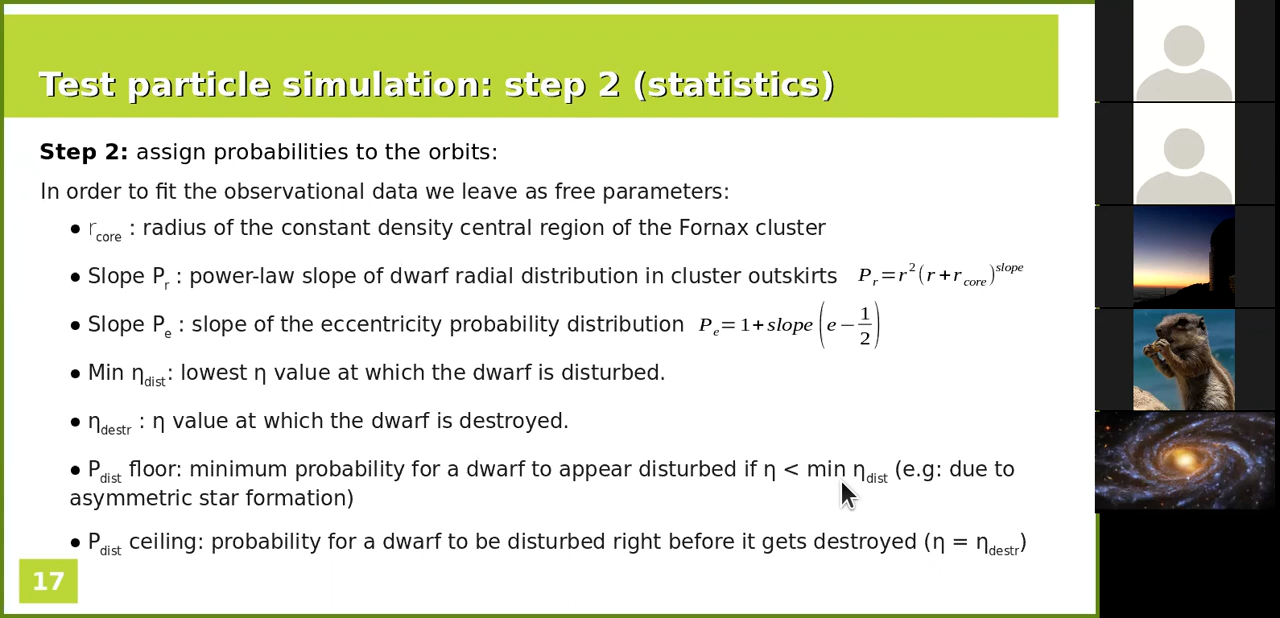 Test particle simulation: step 2 (statistics)
Step 2: assign probabilities to the orbits:
In order to fit the observational data we leave as free parameters:
● r_core : radius of the constant density central region of the Fornax cluster
● Slope P_r : power-law slope of dwarf radial distribution in cluster outskirts P_r=r^2(r+r_core)^slope
● Slope P_e : slope of the eccentricity probability distribution P_e=1+slope(e−1/2)
● Min η_dist: lowest η value at which the dwarf is disturbed.
● η_destr : η value at which the dwarf is destroyed.
● P_dist floor: minimum probability for a dwarf to appear disturbed if η < min η_dist (e.g: due to
asymmetric star formation)
● P_dist ceiling: probability for a dwarf to be disturbed right before it gets destroyed (η = η_destr)
17